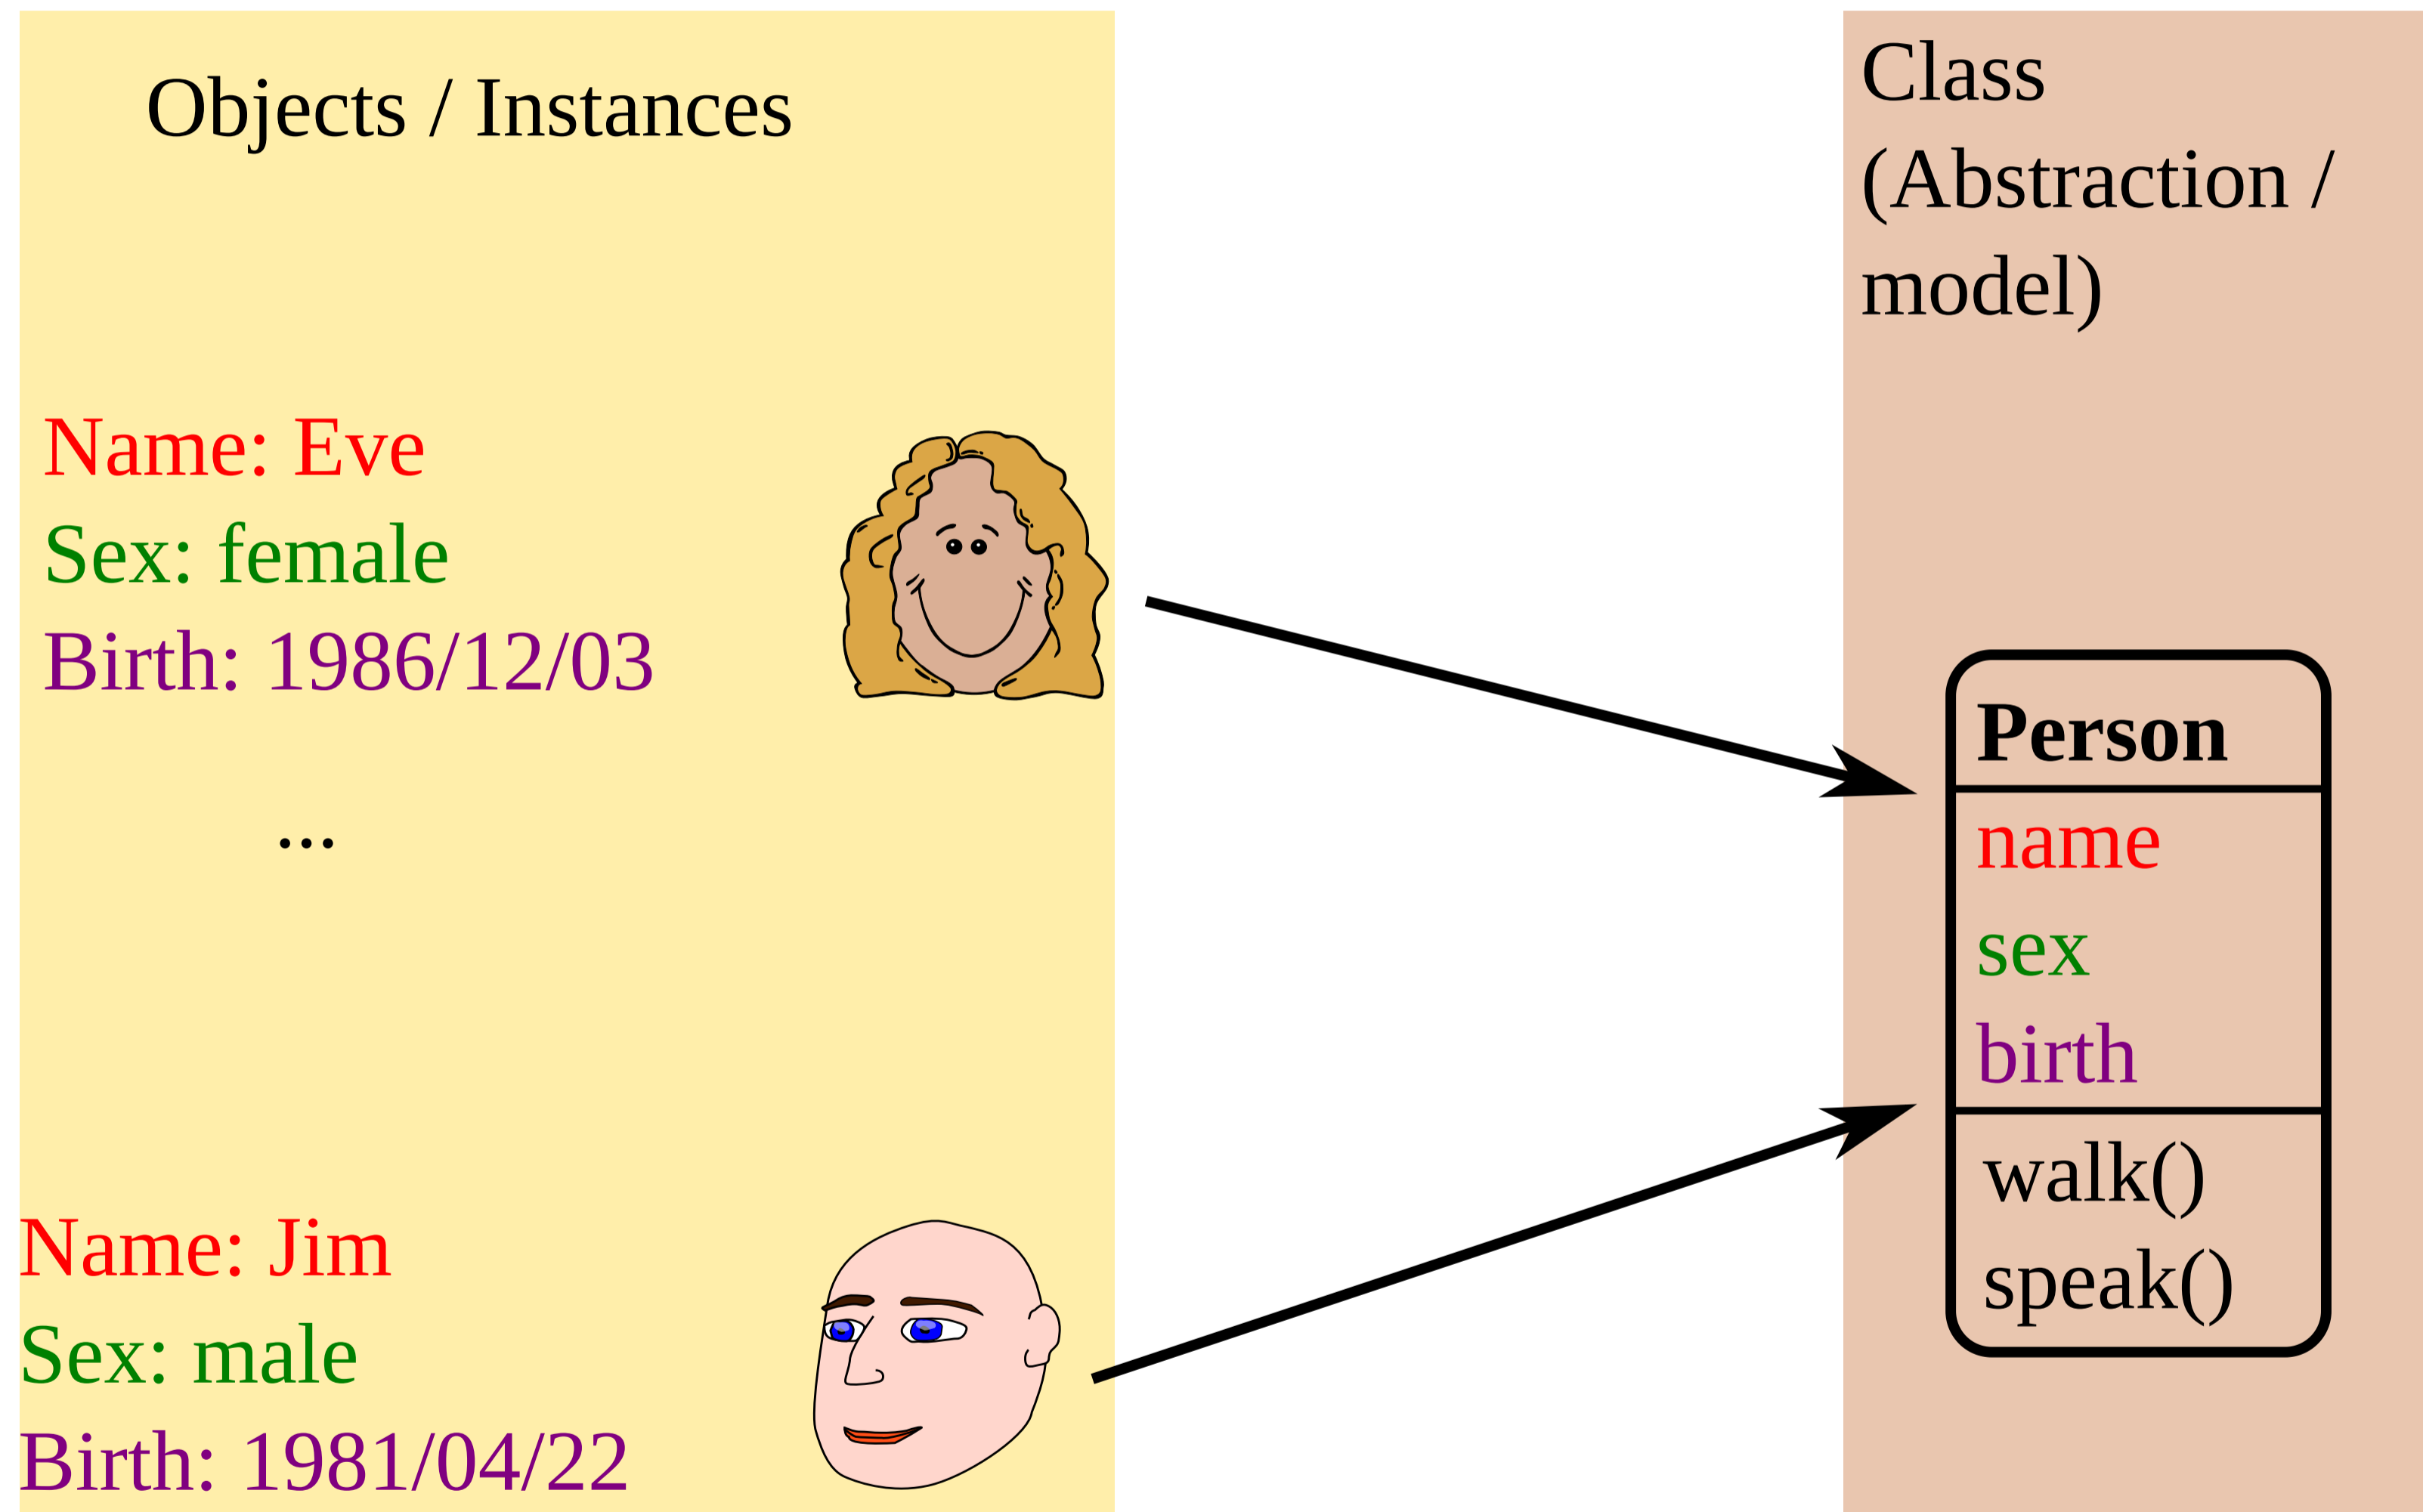 Objects / Instances
Name: Eve
Sex: female
Birth: 1986/12/03
...
Name: Jim
Sex: male
Birth: 1981/04/22
Class
(Abstraction /
model)
Person
name
sex
birth
walk()
speak()